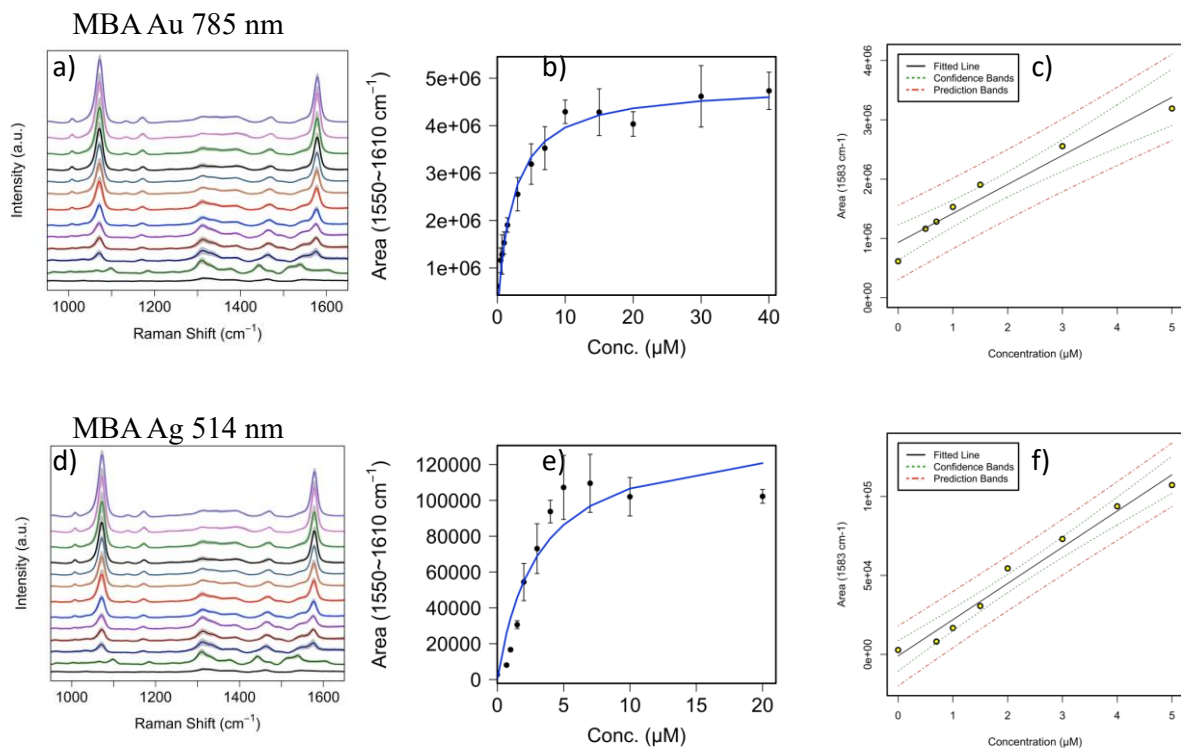 MBA Au 785 nm
a)
Intensity (a.u.)
1000 1200 1400 1600
Raman Shift (cm⁻¹)
b)
Area (1550~1610 cm⁻¹)
5e+06
4e+06
3e+06
2e+06
1e+06
0 10 20 30 40
Conc. (µM)
c)
Fitted Line
Confidence Bands
Prediction Bands
Area (1583 cm-1)
4e+06
3e+06
2e+06
1e+06
0e+00
0 1 2 3 4 5
Concentration (µM)
MBA Ag 514 nm
d)
Intensity (a.u.)
1000 1200 1400 1600
Raman Shift (cm⁻¹)
e)
Area (1550~1610 cm⁻¹)
120000
100000
80000
60000
40000
20000
0
0 5 10 15 20
Conc. (µM)
f)
Fitted Line
Confidence Bands
Prediction Bands
Area (1583 cm-1)
1e+05
5e+04
0e+00
0 1 2 3 4 5
Concentration (µM)